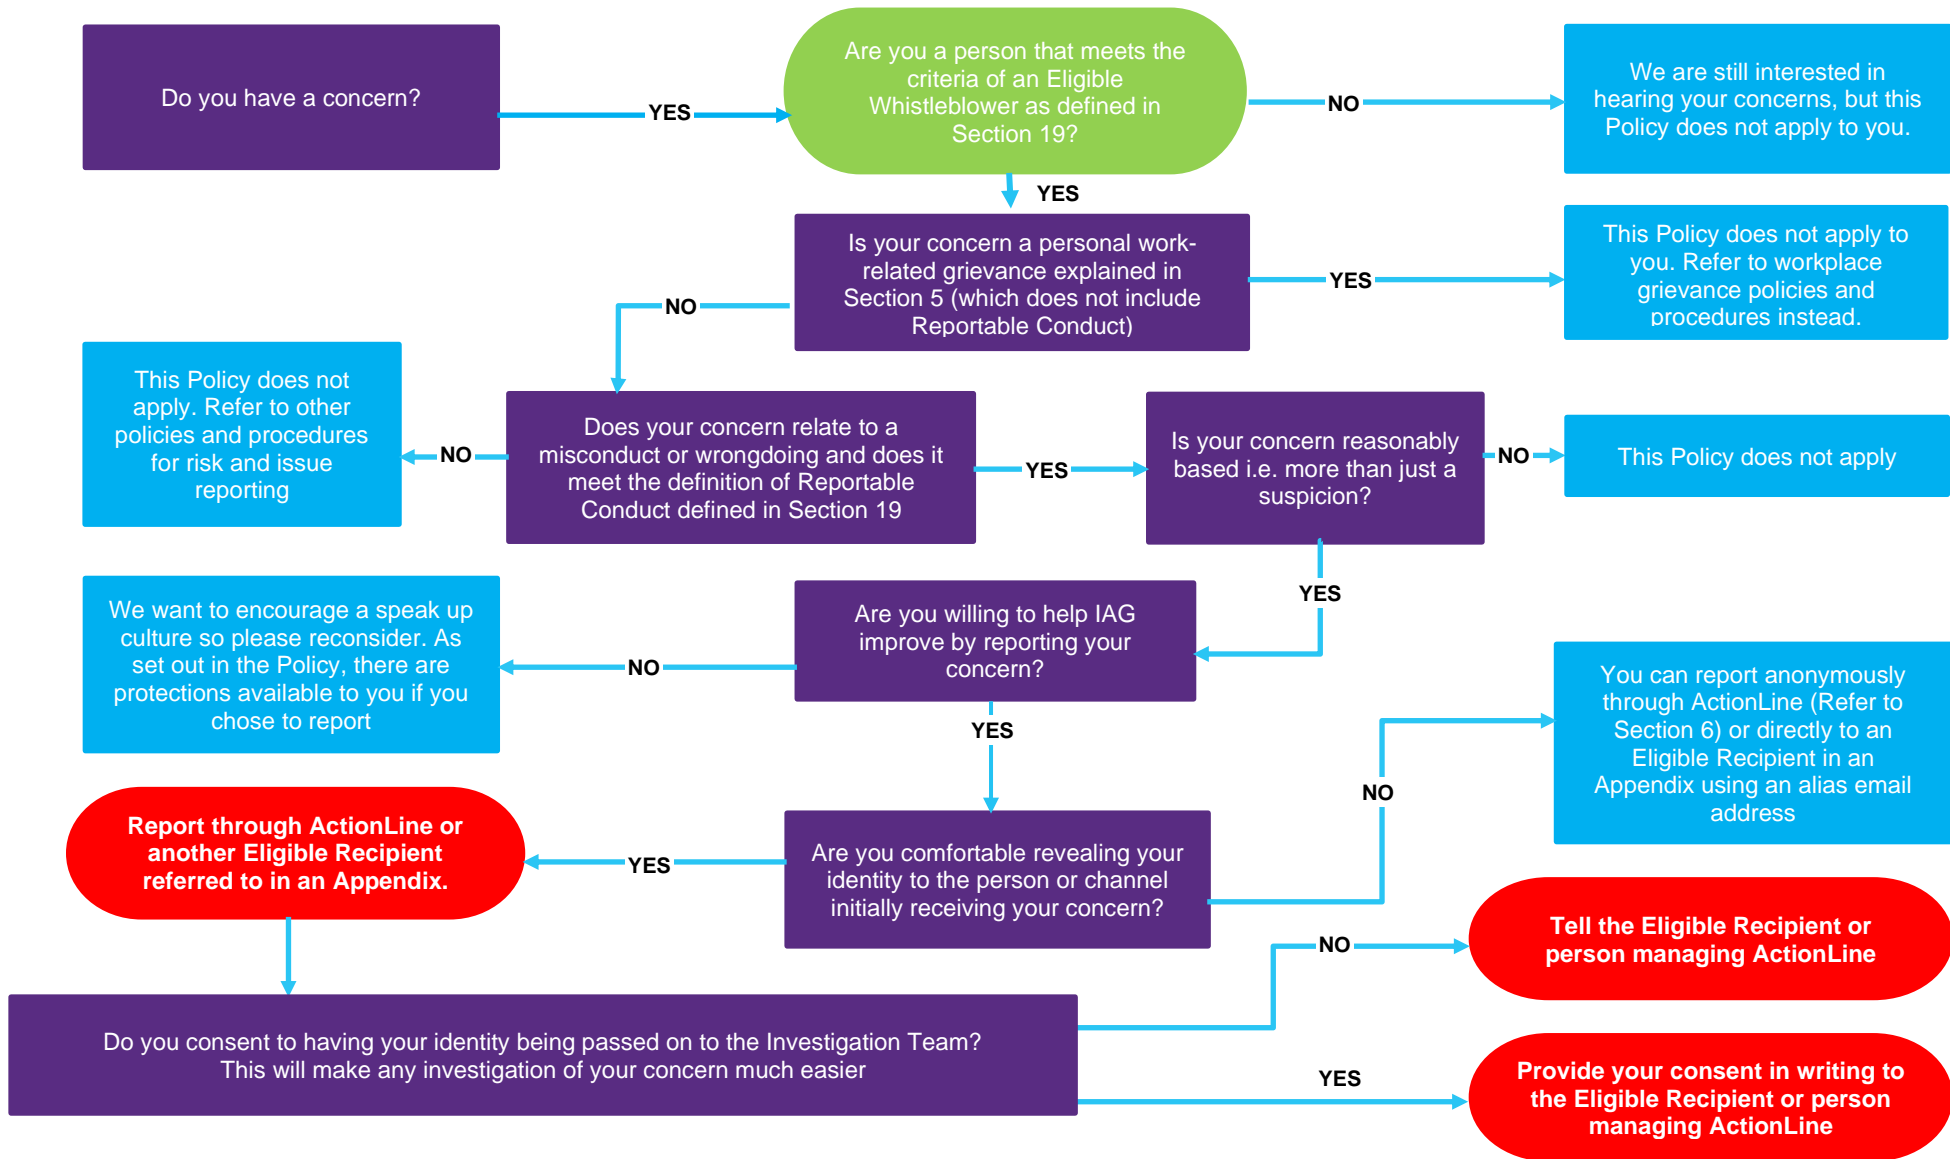 Do you have a concern?
YES
Are you a person that meets the
criteria of an Eligible
Whistleblower as defined in
Section 19?
NO
We are still interested in
hearing your concerns, but this
Policy does not apply to you.
YES
Is your concern a personal work-
related grievance explained in
Section 5 (which does not include
Reportable Conduct)
YES
This Policy does not apply to
you. Refer to workplace
grievance policies and
procedures instead.
NO
This Policy does not
apply. Refer to other
policies and procedures
for risk and issue
reporting
NO
Does your concern relate to a
misconduct or wrongdoing and does it
meet the definition of Reportable
Conduct defined in Section 19
YES
Is your concern reasonably
based i.e. more than just a
suspicion?
NO
This Policy does not apply
YES
We want to encourage a speak up
culture so please reconsider. As
set out in the Policy, there are
protections available to you if you
chose to report
NO
Are you willing to help IAG
improve by reporting your
concern?
YES
You can report anonymously
through ActionLine (Refer to
Section 6) or directly to an
Eligible Recipient in an
Appendix using an alias email
address
NO
Report through ActionLine or
another Eligible Recipient
referred to in an Appendix.
YES
Are you comfortable revealing your
identity to the person or channel
initially receiving your concern?
NO
Tell the Eligible Recipient or
person managing ActionLine
Do you consent to having your identity being passed on to the Investigation Team?
This will make any investigation of your concern much easier
YES
Provide your consent in writing to
the Eligible Recipient or person
managing ActionLine